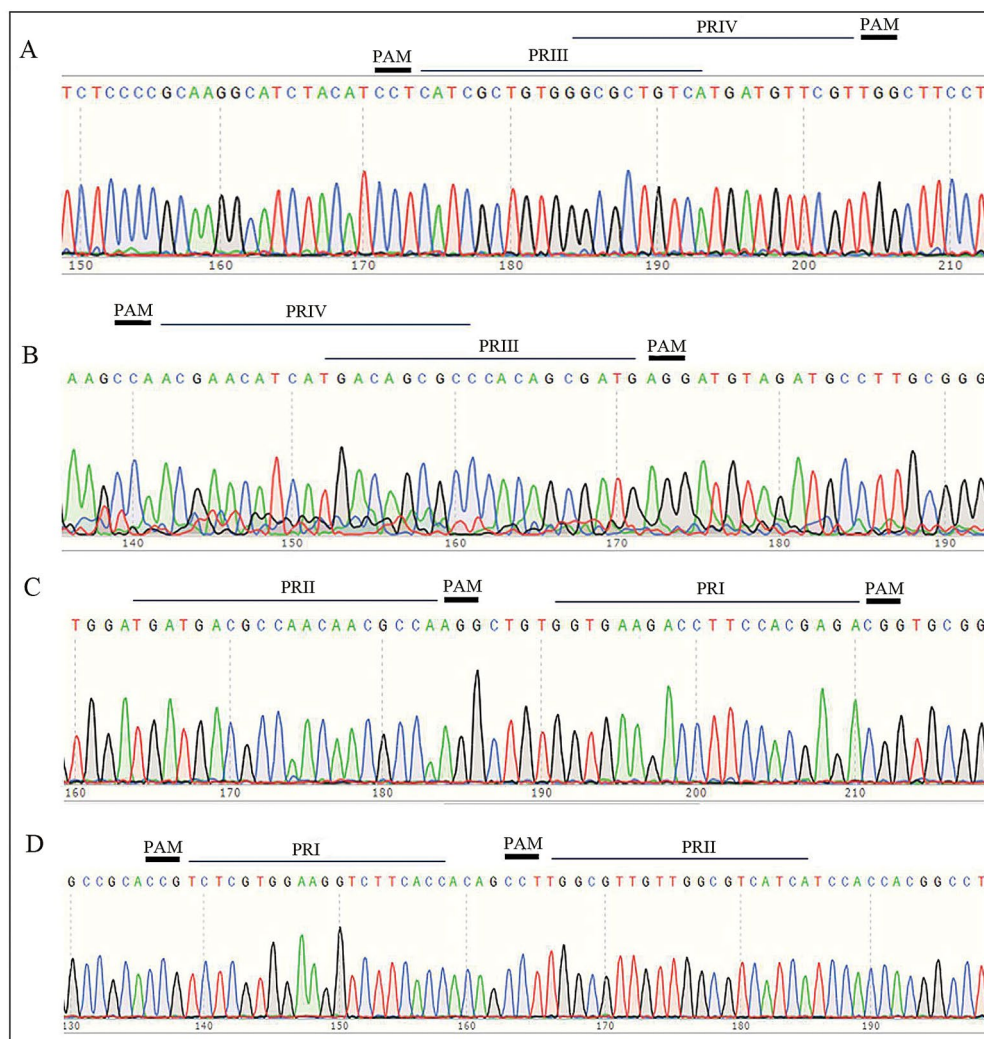 PRIV PAM
A PAM PRIII
TCTCCCCGCAAGGCATCTACATCCTCATCGCTGTGGGCGCTGTCATGATGTTCGTTGGCTTCCT
150 160 170 180 190 200 210
PAM PRIV
B PRIII PAM
AAGCCAACGAACATCATGACAGCGCCCACAGCGATGAGGATGTAGATGCCTTGCGGG
140 150 160 170 180 190
C PRII PAM PRI PAM
TGGATGATGACGCCAACAACGCCAAGGCTGTGGTGAAGACCTTCCACGAGACGGTGCGG
160 170 180 190 200 210
D PAM PRI PAM PRII
GCCGCACCGTCTCGTGGAAGGTCTTCACCACAGCCTTGGCGTTGTTGGCGTCATCATCCACCACGGCCT
130 140 150 160 170 180 190